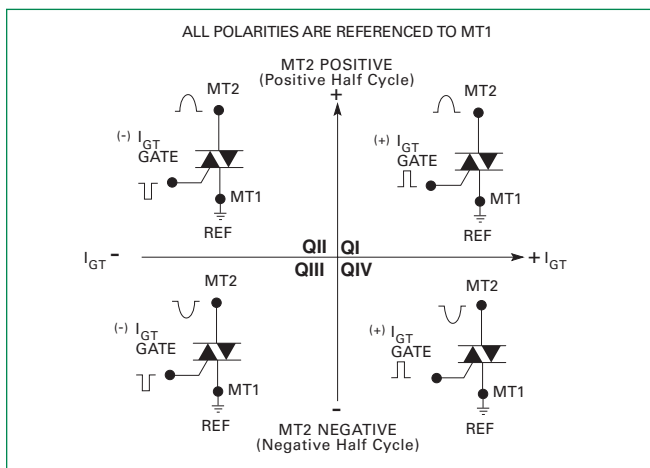 ALL POLARITIES ARE REFERENCED TO MT1
MT2 POSITIVE
(Positive Half Cycle)
+
MT2
(-) IGT
GATE
MT1
REF
MT2
(+) IGT
GATE
MT1
REF
IGT -
QII QI
QIII QIV
+ IGT
MT2
(-) IGT
GATE
MT1
REF
MT2
(+) IGT
GATE
MT1
REF
-
MT2 NEGATIVE
(Negative Half Cycle)